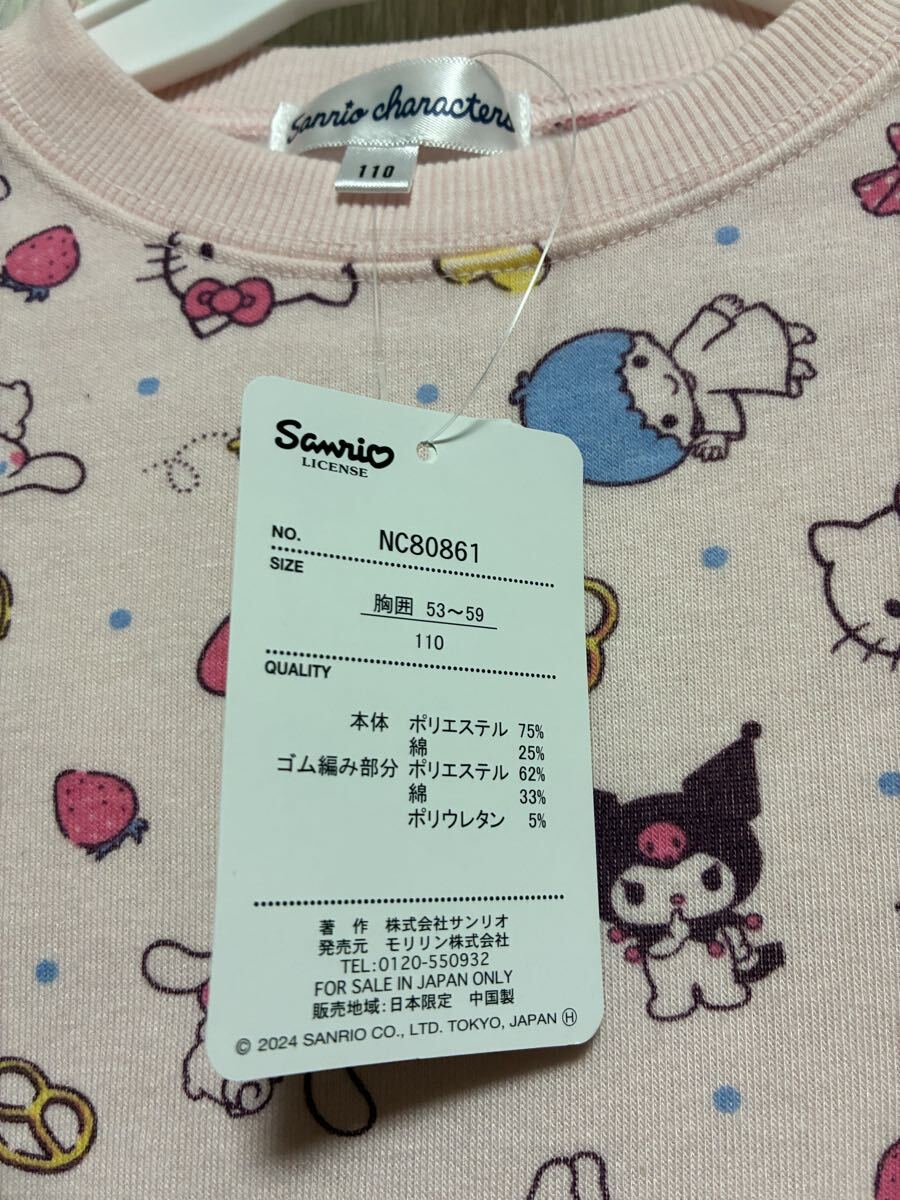 Sanrio characters
110
Sanrio
LICENSE
NO. NC80861
SIZE
胸囲 53〜59
110
QUALITY
本体 ポリエステル 75%
綿 25%
ゴム編み部分 ポリエステル 62%
綿 33%
ポリウレタン 5%
著 作 株式会社サンリオ
発売元 モリリン株式会社
TEL:0120-550932
FOR SALE IN JAPAN ONLY
販売地域:日本限定 中国製
© 2024 SANRIO CO., LTD. TOKYO, JAPAN Ⓗ